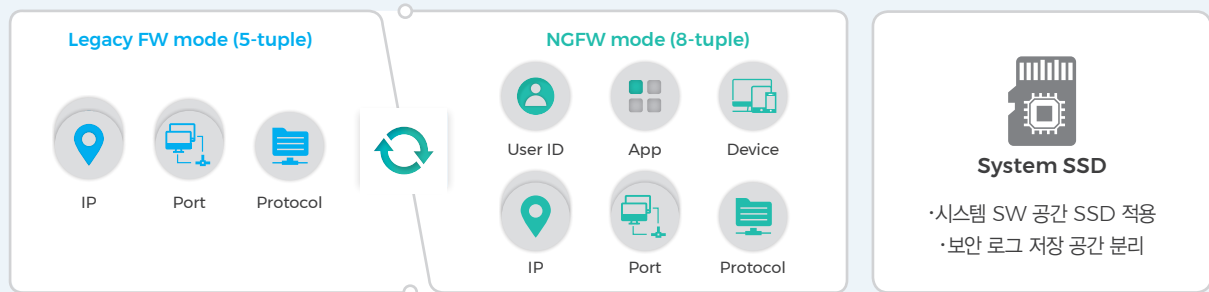 Legacy FW mode (5-tuple)
IP
Port
Protocol
NGFW mode (8-tuple)
User ID
App
Device
IP
Port
Protocol
System SSD
·시스템 SW 공간 SSD 적용
·보안 로그 저장 공간 분리